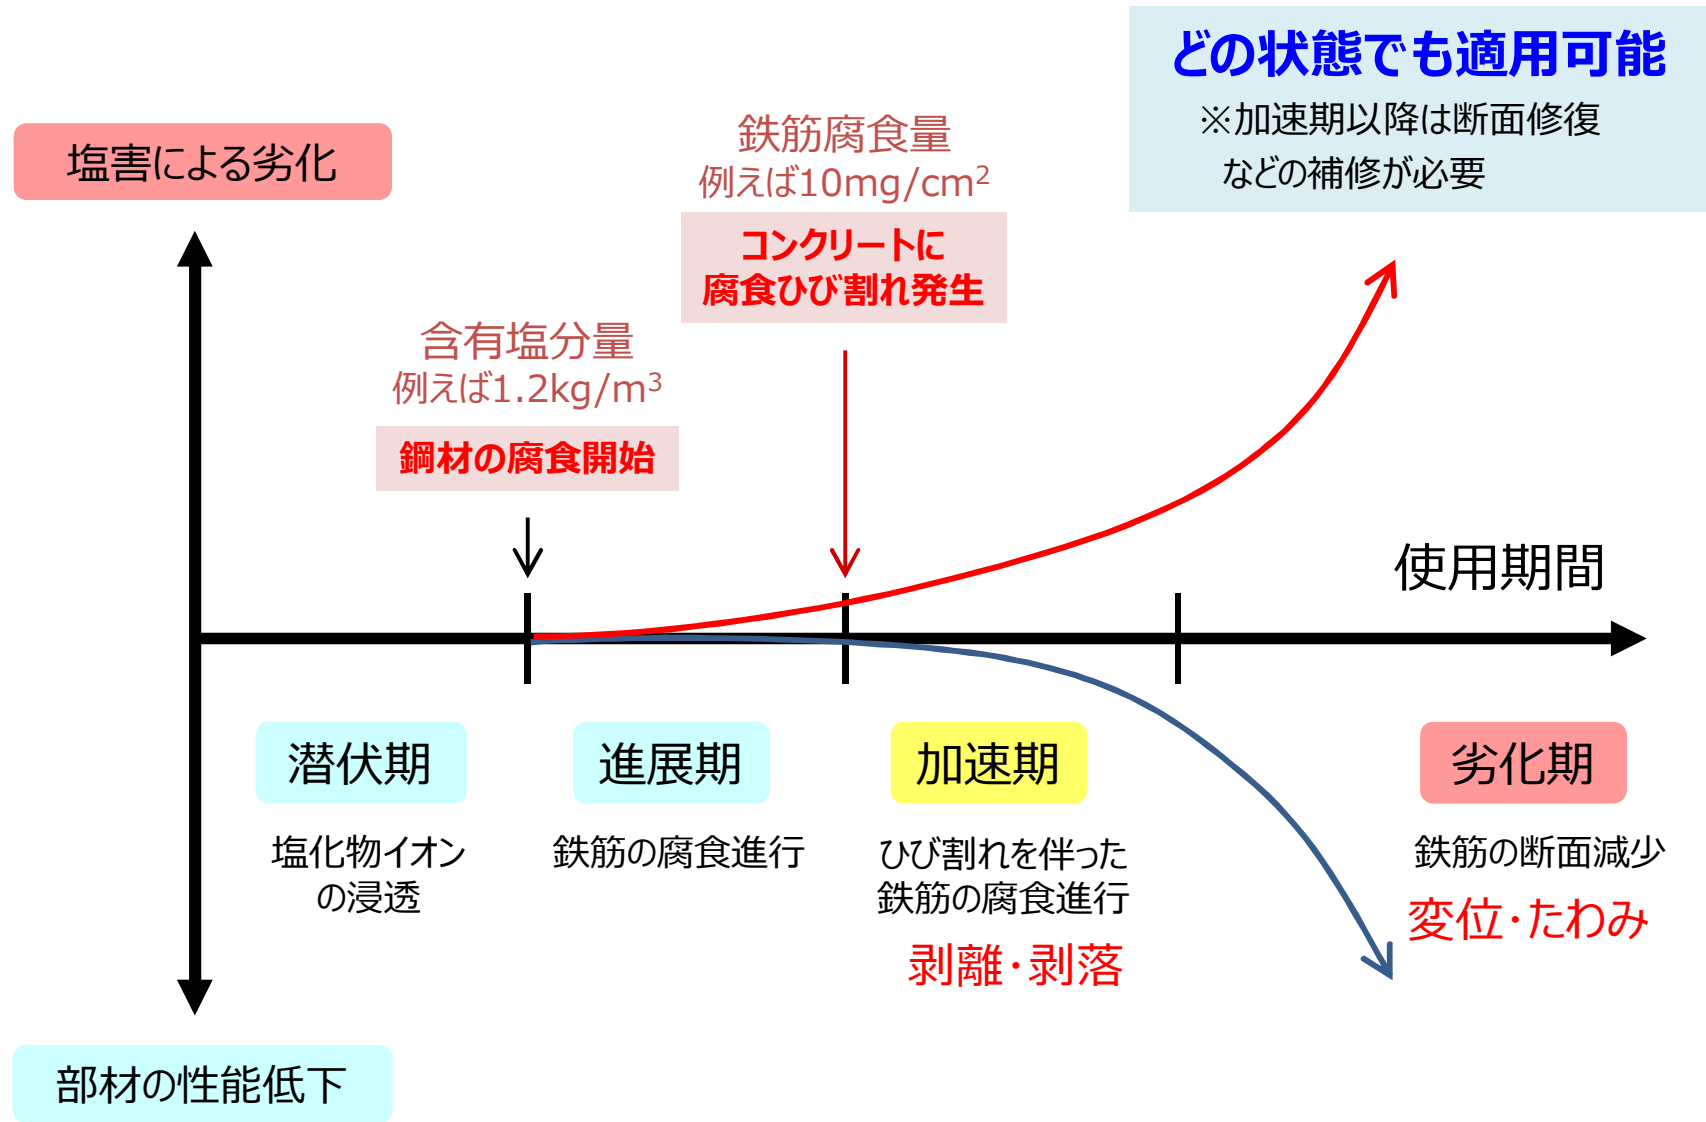 どの状態でも適用可能
※加速期以降は断面修復
などの補修が必要
塩害による劣化
鉄筋腐食量
例えば10mg/cm²
コンクリートに
腐食ひび割れ発生
含有塩分量
例えば1.2kg/m³
鋼材の腐食開始
使用期間
潜伏期
塩化物イオン
の浸透
進展期
鉄筋の腐食進行
加速期
ひび割れを伴った
鉄筋の腐食進行
剥離・剥落
劣化期
鉄筋の断面減少
変位・たわみ
部材の性能低下